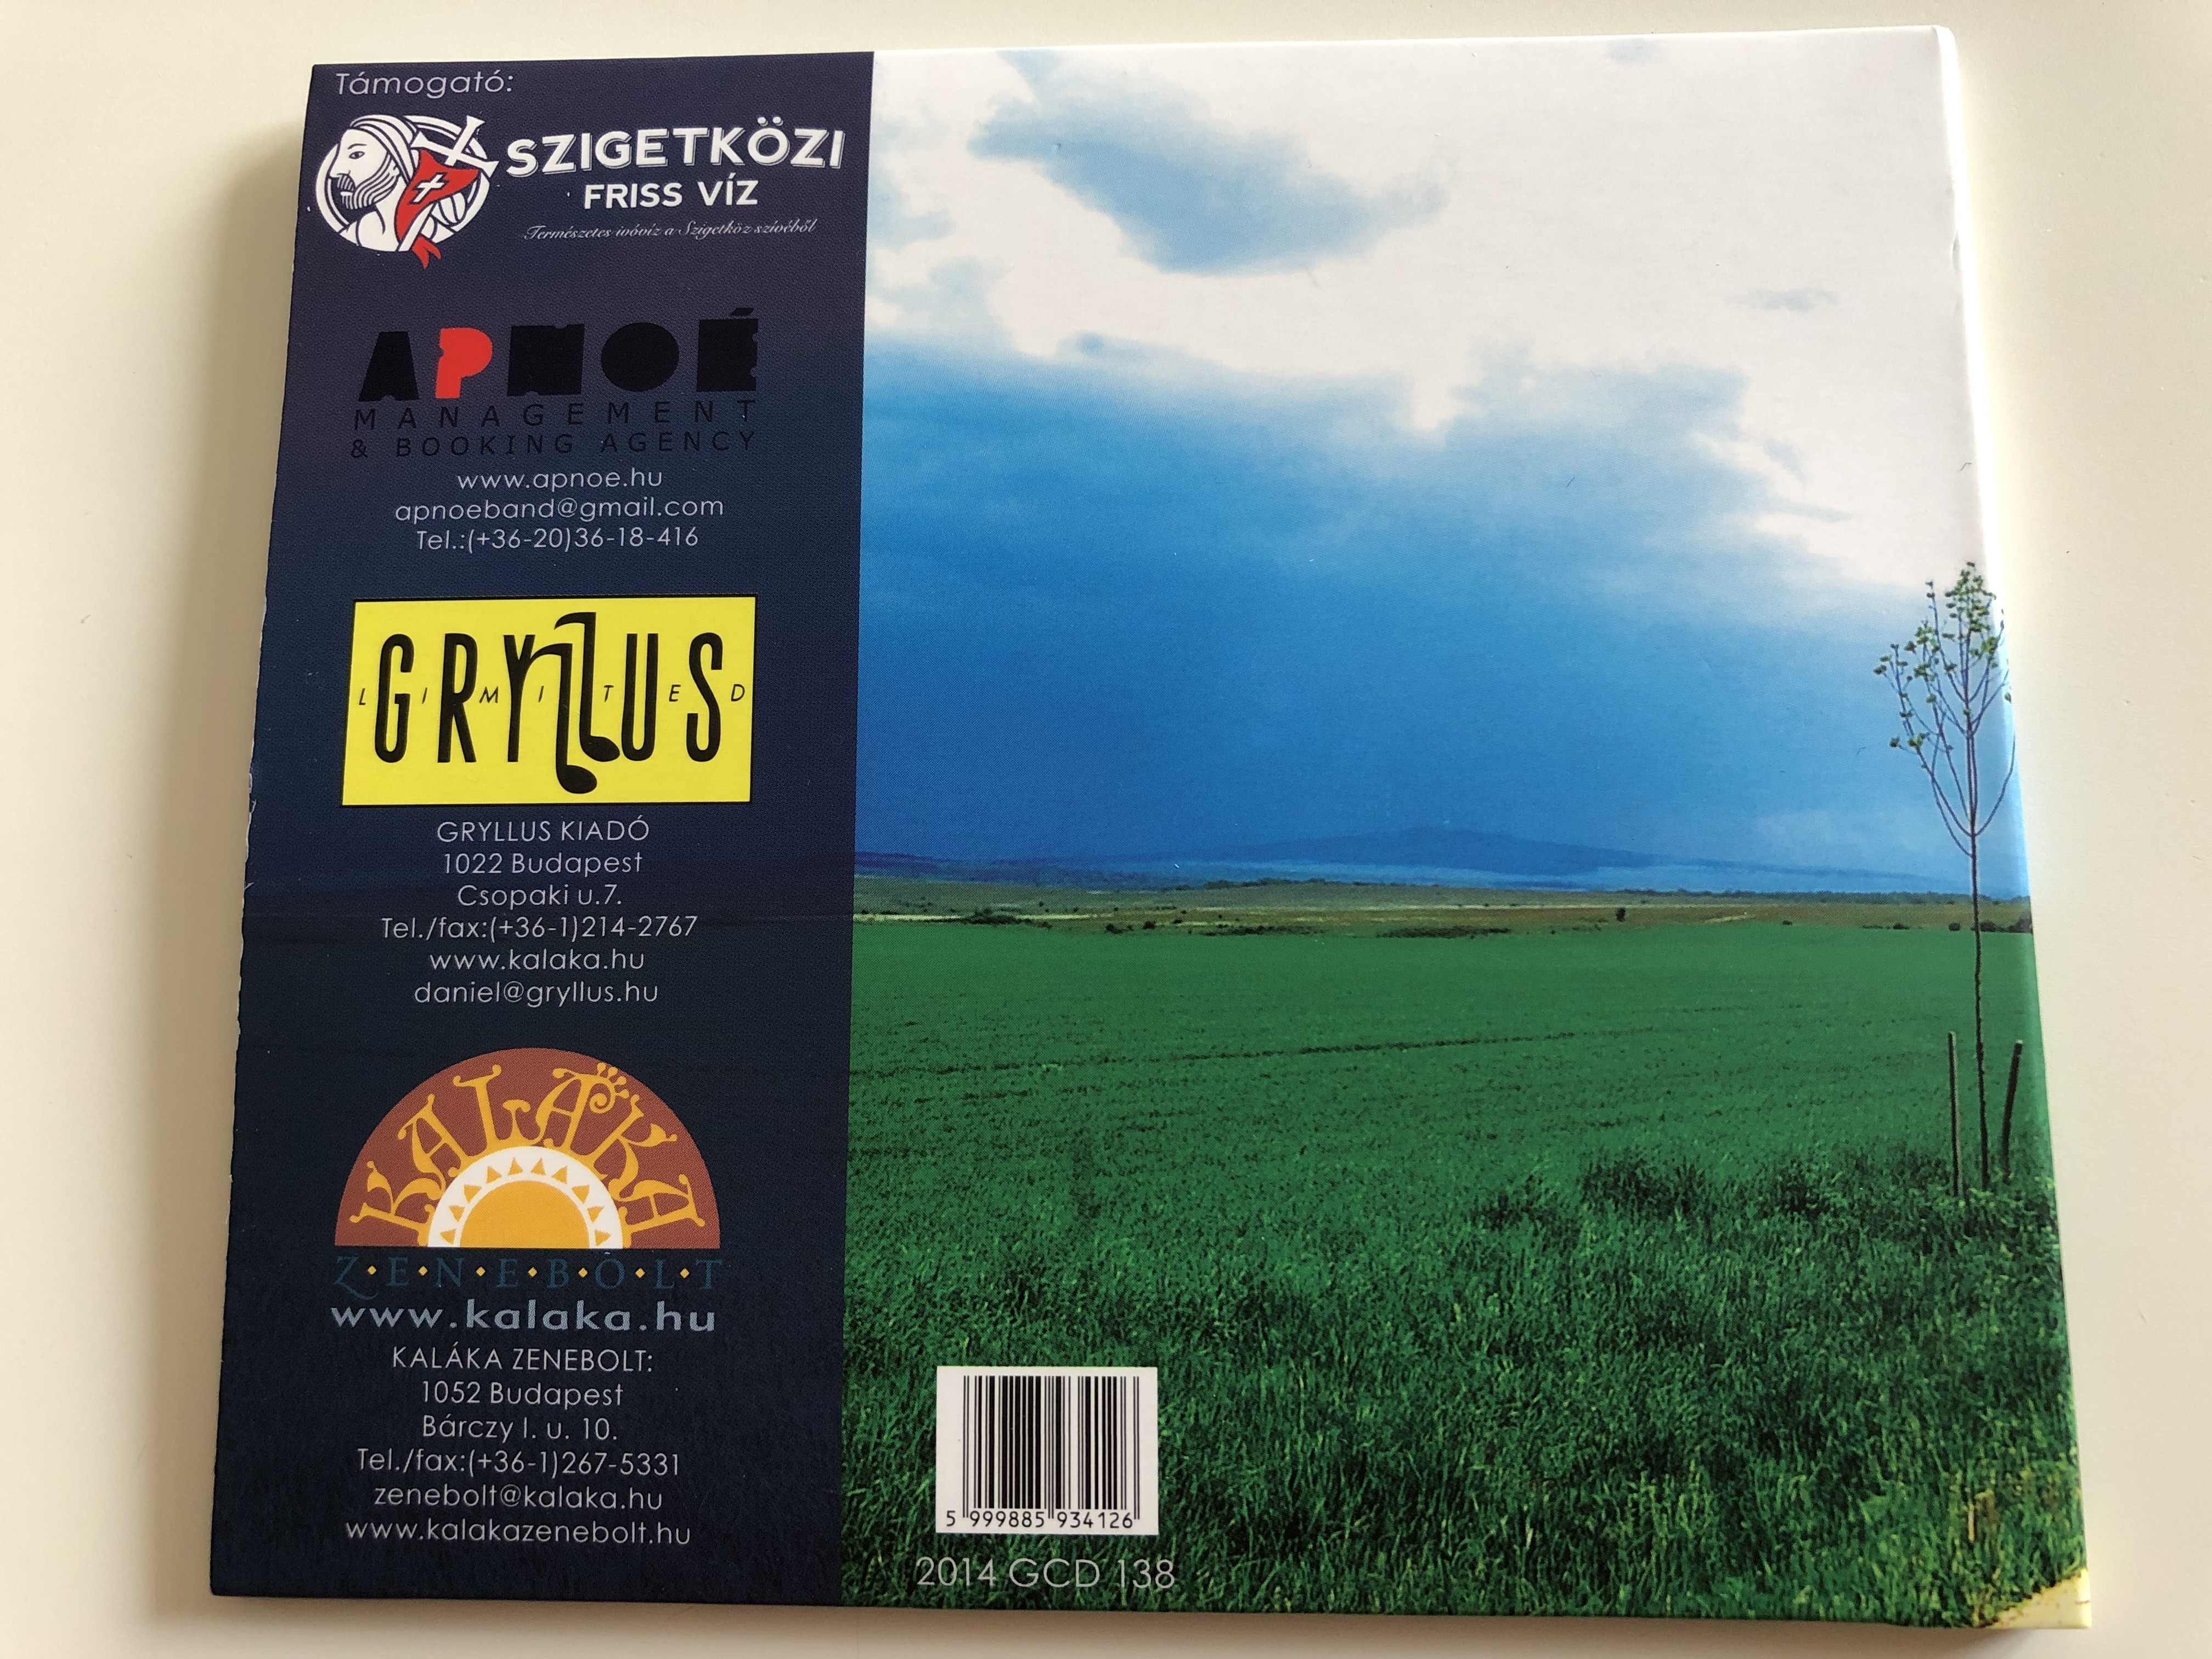 Támogató:
SZIGETKÖZI
FRISS VÍZ
Természetes ivóvíz a Szigetköz szívéből
APNOÉ
MANAGEMENT
& BOOKING AGENCY
www.apnoe.hu
apnoeband@gmail.com
Tel.:(+36-20)36-18-416
GRYLLUS
LIMITED
GRYLLUS KIADÓ
1022 Budapest
Csopaki u.7.
Tel./fax:(+36-1)214-2767
www.kalaka.hu
daniel@gryllus.hu
KALÁKA
Z•E•N•E•B•O•L•T
www.kalaka.hu
KALÁKA ZENEBOLT:
1052 Budapest
Bárczy I. u. 10.
Tel./fax:(+36-1)267-5331
zenebolt@kalaka.hu
www.kalakazenebolt.hu
5 999885 934126
2014 GCD 138